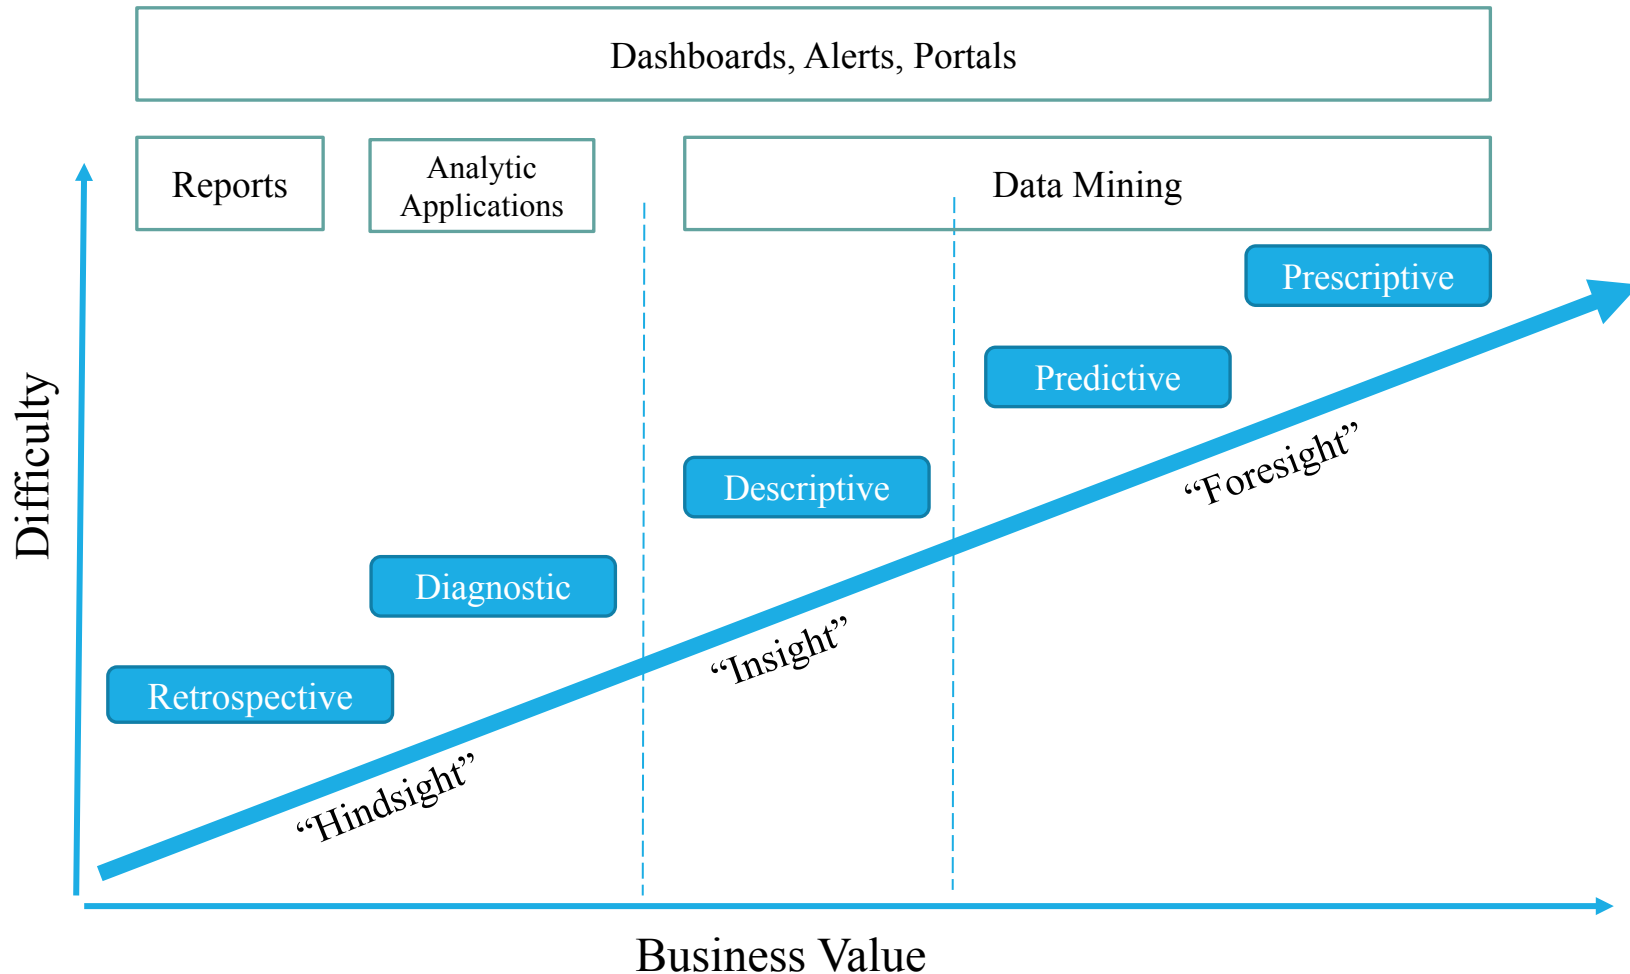 Dashboards, Alerts, Portals
Reports
Analytic
Applications
Data Mining
Prescriptive
Predictive
Descriptive
Diagnostic
Retrospective
“Hindsight”
“Insight”
“Foresight”
Difficulty
Business Value